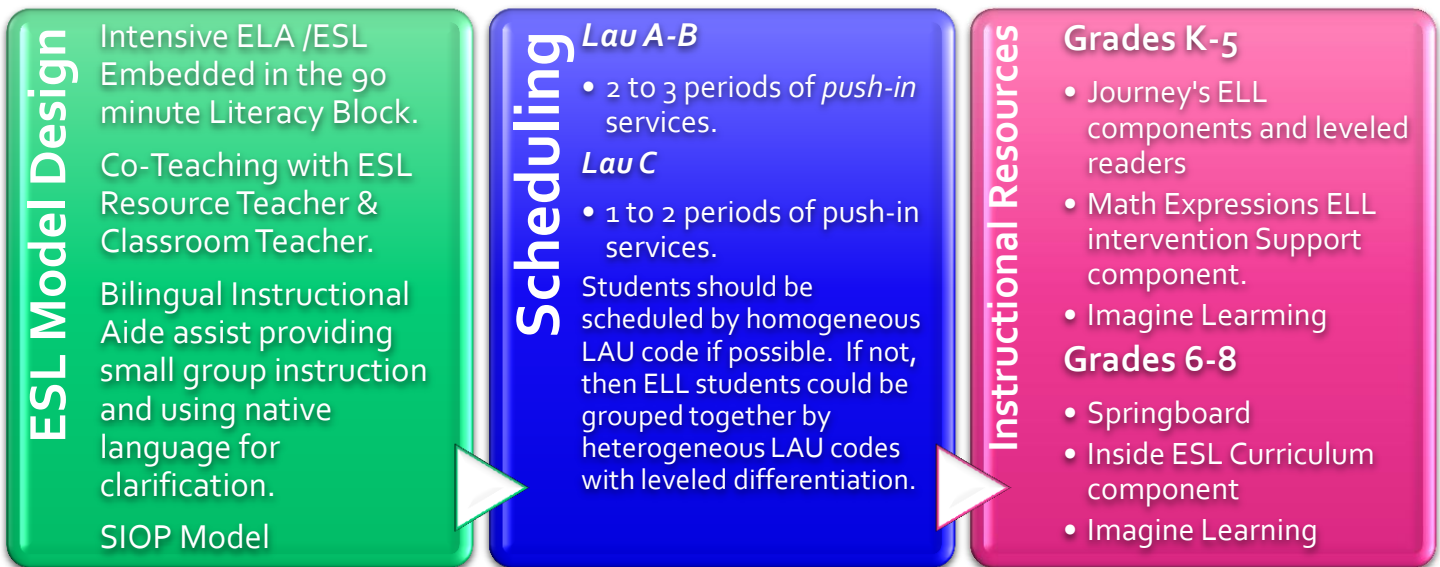 ESL Model Design
Intensive ELA /ESL
Embedded in the 90
minute Literacy Block.
Co-Teaching with ESL
Resource Teacher &
Classroom Teacher.
Bilingual Instructional
Aide assist providing
small group instruction
and using native
language for
clarification.
SIOP Model
Scheduling
Lau A-B
• 2 to 3 periods of push-in
services.
Lau C
• 1 to 2 periods of push-in
services.
Students should be
scheduled by homogeneous
LAU code if possible. If not,
then ELL students could be
grouped together by
heterogeneous LAU codes
with leveled differentiation.
Instructional Resources
Grades K-5
• Journey's ELL
components and leveled
readers
• Math Expressions ELL
intervention Support
component.
• Imagine Learming
Grades 6-8
• Springboard
• Inside ESL Curriculum
component
• Imagine Learning